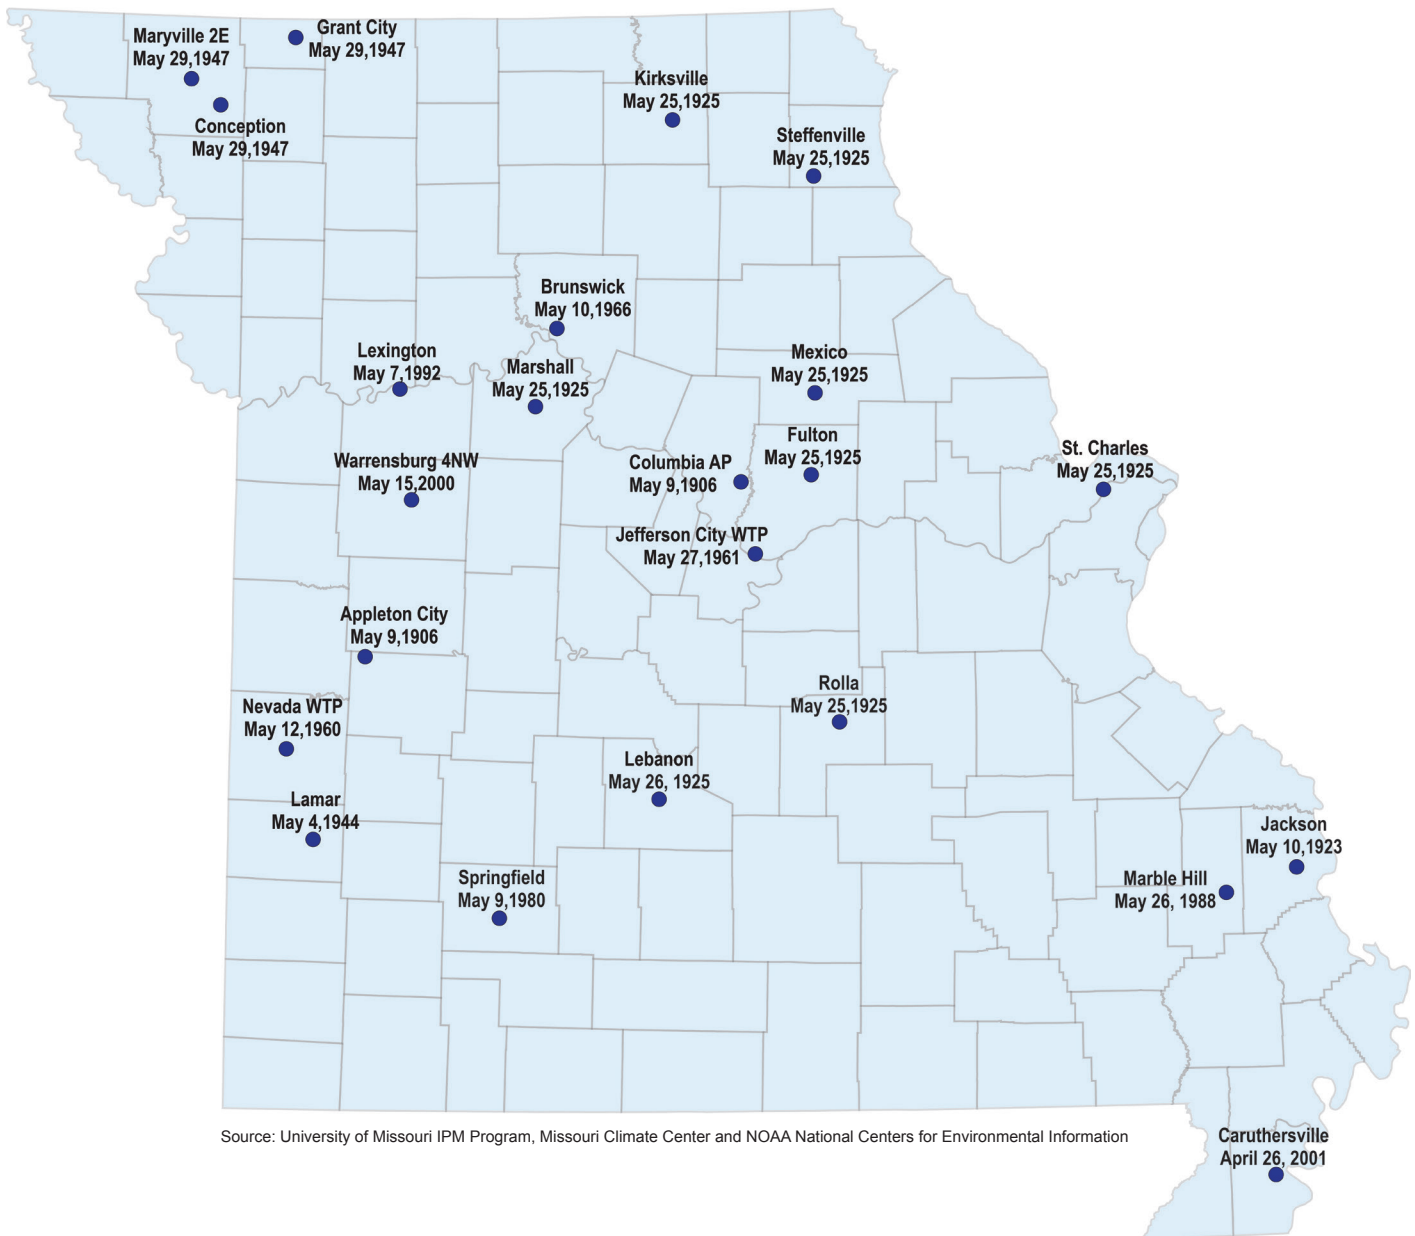 Maryville 2E
May 29,1947
Grant City
May 29,1947
Conception
May 29,1947
Kirksville
May 25,1925
Steffenville
May 25,1925
Brunswick
May 10,1966
Lexington
May 7,1992
Marshall
May 25,1925
Mexico
May 25,1925
Fulton
May 25,1925
Columbia AP
May 9,1906
St. Charles
May 25,1925
Warrensburg 4NW
May 15,2000
Jefferson City WTP
May 27,1961
Appleton City
May 9,1906
Rolla
May 25,1925
Nevada WTP
May 12,1960
Lebanon
May 26, 1925
Lamar
May 4,1944
Jackson
May 10,1923
Springfield
May 9,1980
Marble Hill
May 26, 1988
Source: University of Missouri IPM Program, Missouri Climate Center and NOAA National Centers for Environmental Information
Caruthersville
April 26, 2001